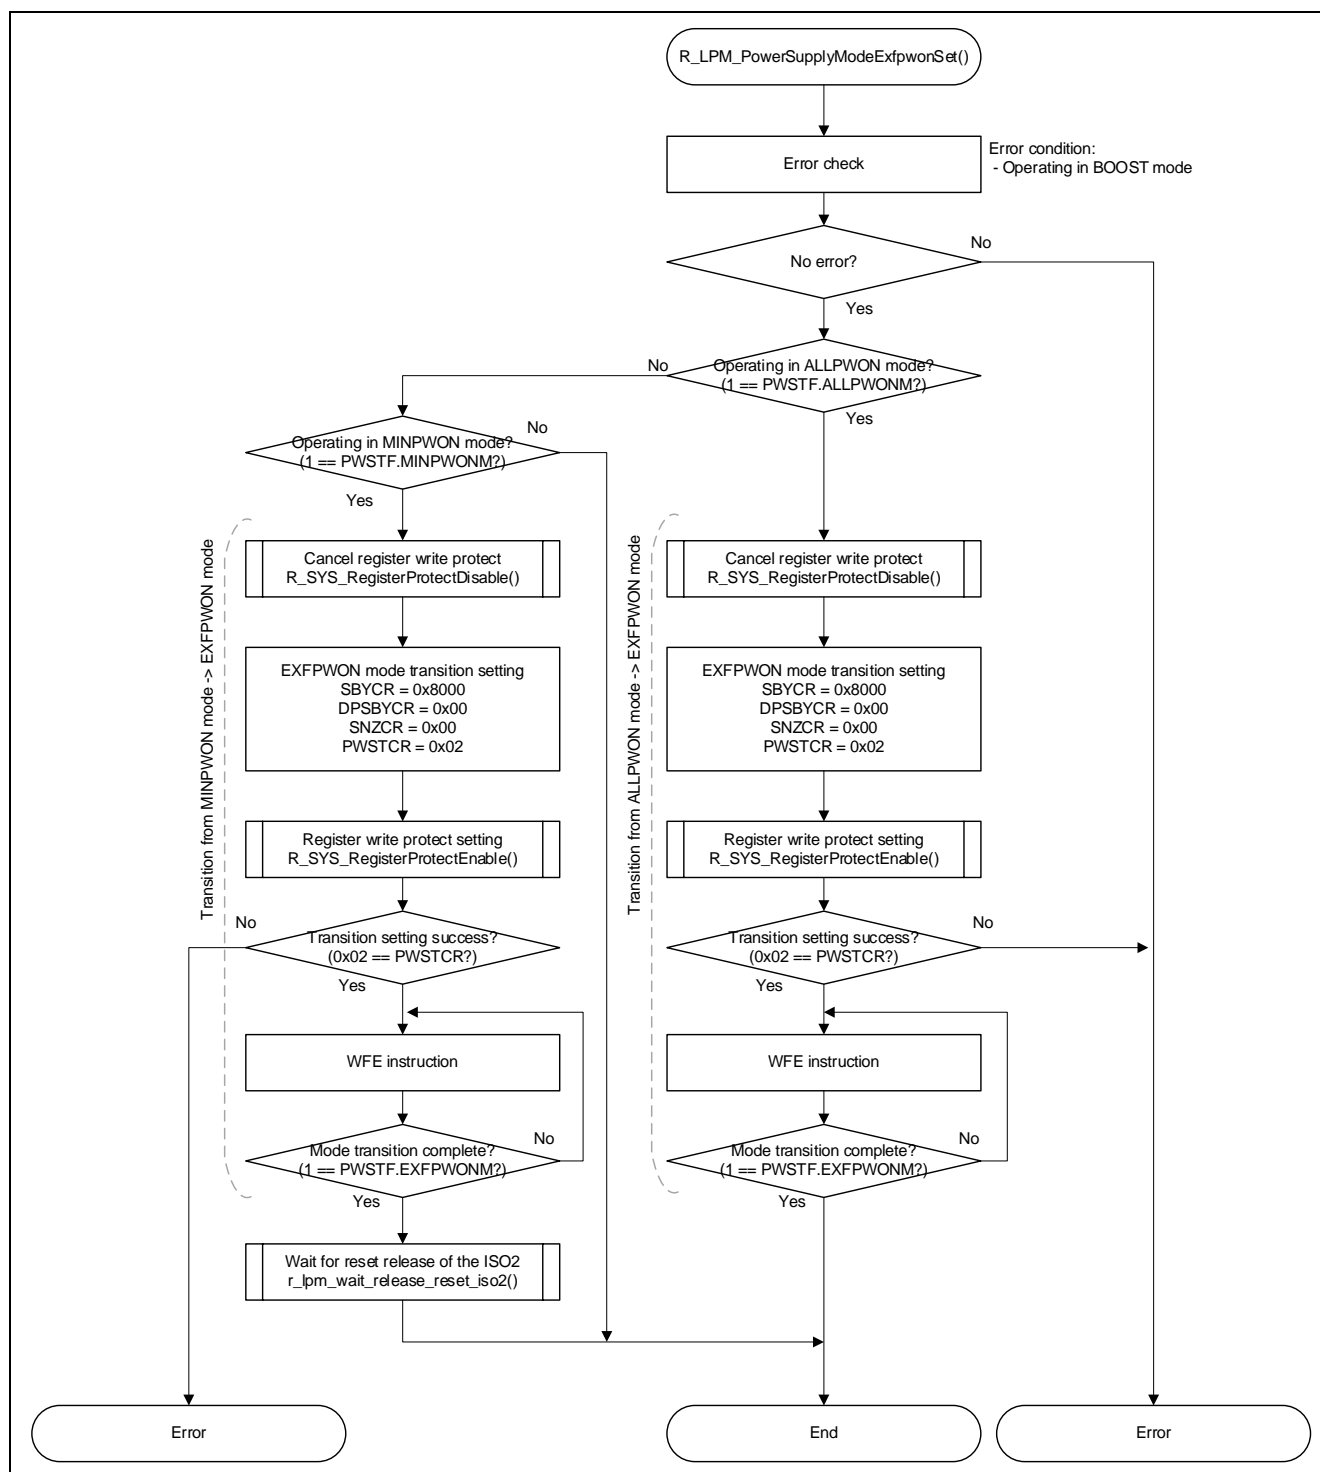 R_LPM_PowerSupplyModeExfpwonSet()
Error check
Error condition:
- Operating in BOOST mode
No error?
No
Yes
Operating in ALLPWON mode?
(1 == PWSTF.ALLPWONM?)
No
Yes
Operating in MINPWON mode?
(1 == PWSTF.MINPWONM?)
No
Yes
Transition from MINPWON mode -> EXFPWON mode
Cancel register write protect
R_SYS_RegisterProtectDisable()
EXFPWON mode transition setting
SBYCR = 0x8000
DPSBYCR = 0x00
SNZCR = 0x00
PWSTCR = 0x02
Register write protect setting
R_SYS_RegisterProtectEnable()
No
Transition setting success?
(0x02 == PWSTCR?)
Yes
WFE instruction
Mode transition complete?
(1 == PWSTF.EXFPWONM?)
No
Yes
Wait for reset release of the ISO2
r_lpm_wait_release_reset_iso2()
Transition from ALLPWON mode -> EXFPWON mode
Cancel register write protect
R_SYS_RegisterProtectDisable()
EXFPWON mode transition setting
SBYCR = 0x8000
DPSBYCR = 0x00
SNZCR = 0x00
PWSTCR = 0x02
Register write protect setting
R_SYS_RegisterProtectEnable()
Transition setting success?
(0x02 == PWSTCR?)
No
Yes
WFE instruction
Mode transition complete?
(1 == PWSTF.EXFPWONM?)
No
Yes
Error
End
Error